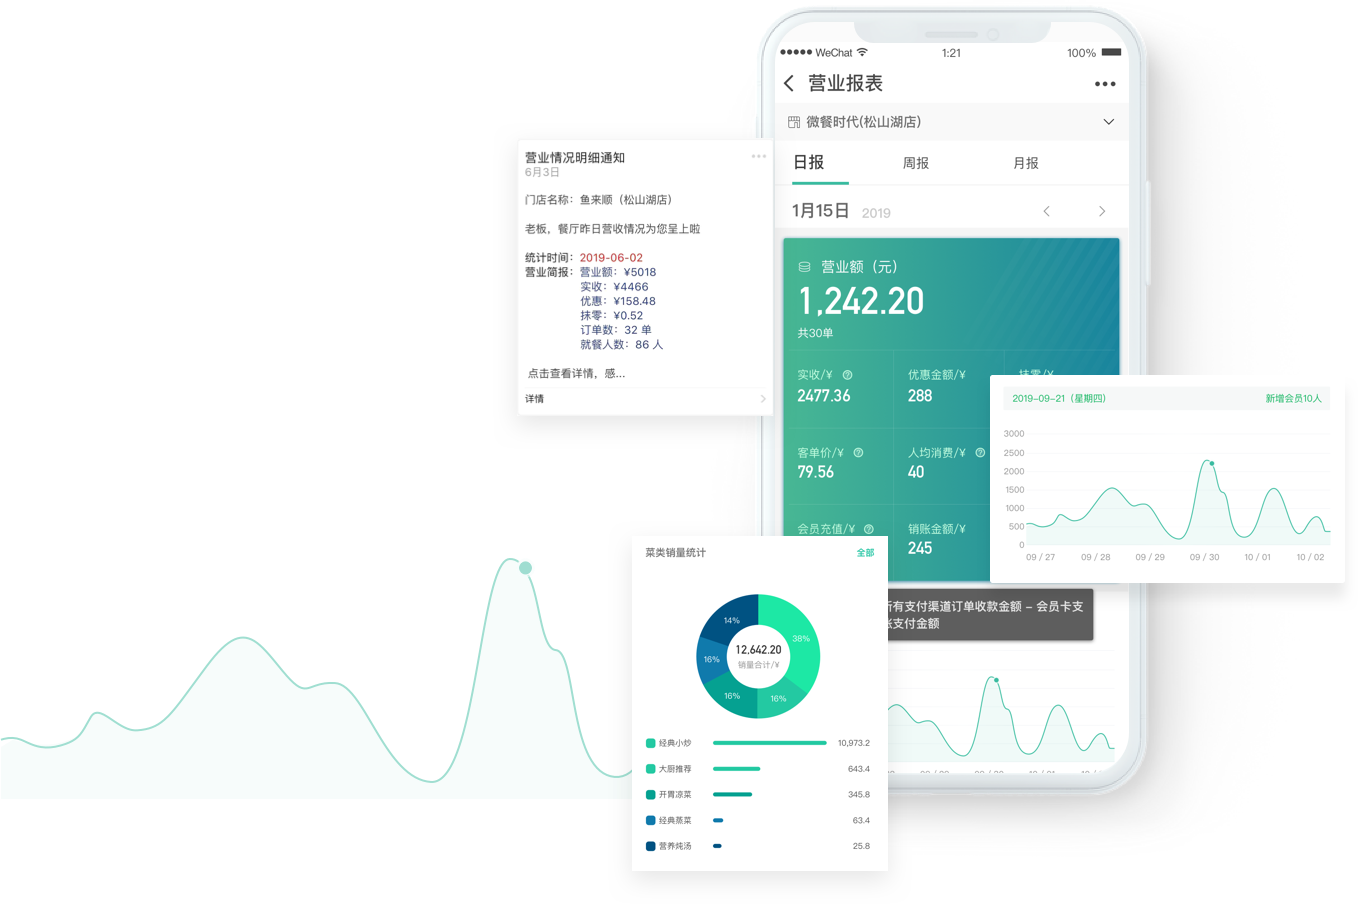 WeChat 1:21 100%
营业报表
微餐时代(松山湖店)
日报 周报 月报
1月15日 2019
营业额（元）
1,242.20
共30单
实收/¥ 优惠金额/¥ 抹零/¥
2477.36 288
客单价/¥ 人均消费/¥
79.56 40
会员充值/¥ 销账金额/¥
245
有支付渠道订单收款金额 – 会员卡支
支付金额
营业情况明细通知
6月3日
门店名称：鱼来顺（松山湖店）
老板，餐厅昨日营收情况为您呈上啦
统计时间：2019-06-02
营业简报：营业额：¥5018
实收：¥4466
优惠：¥158.48
抹零：¥0.52
订单数：32 单
就餐人数：86 人
点击查看详情，感...
详情
2019-09-21（星期四） 新增会员10人
3000
2500
2000
1500
1000
500
0
09 / 27 09 / 28 09 / 29 09 / 30 10 / 01 10 / 02
菜类销量统计 全部
14%
38%
16%
16%
16%
12,642.20
销量合计/¥
经典小炒 10,973.2
大厨推荐 643.4
开胃凉菜 345.8
经典蒸菜 63.4
营养炖汤 25.8